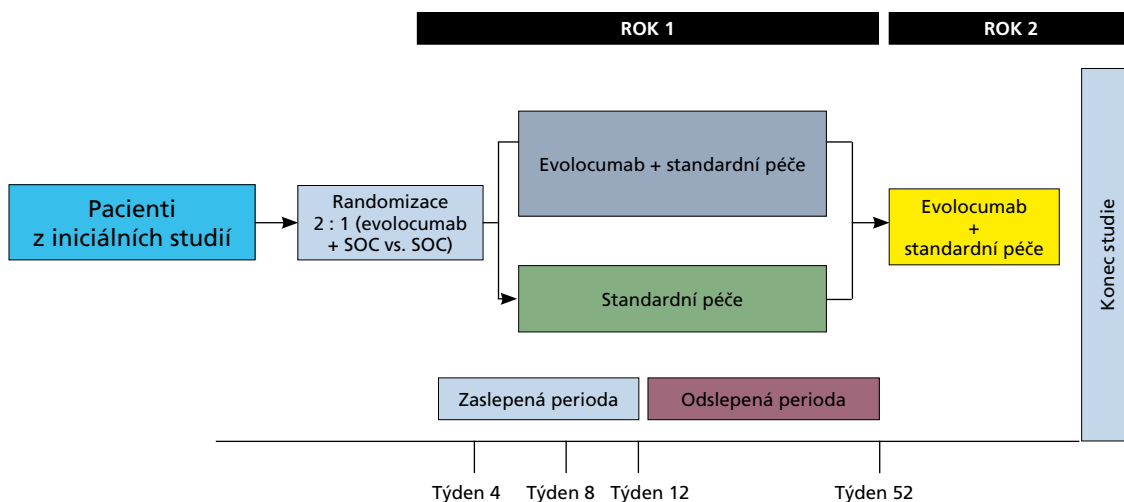 ROK 1
ROK 2
Pacienti
z iniciálních studií
Randomizace
2 : 1 (evolocumab
+ SOC vs. SOC)
Evolocumab + standardní péče
Standardní péče
Evolocumab
+
standardní péče
Konec studie
Zaslepená perioda
Odslepená perioda
Týden 4
Týden 8
Týden 12
Týden 52